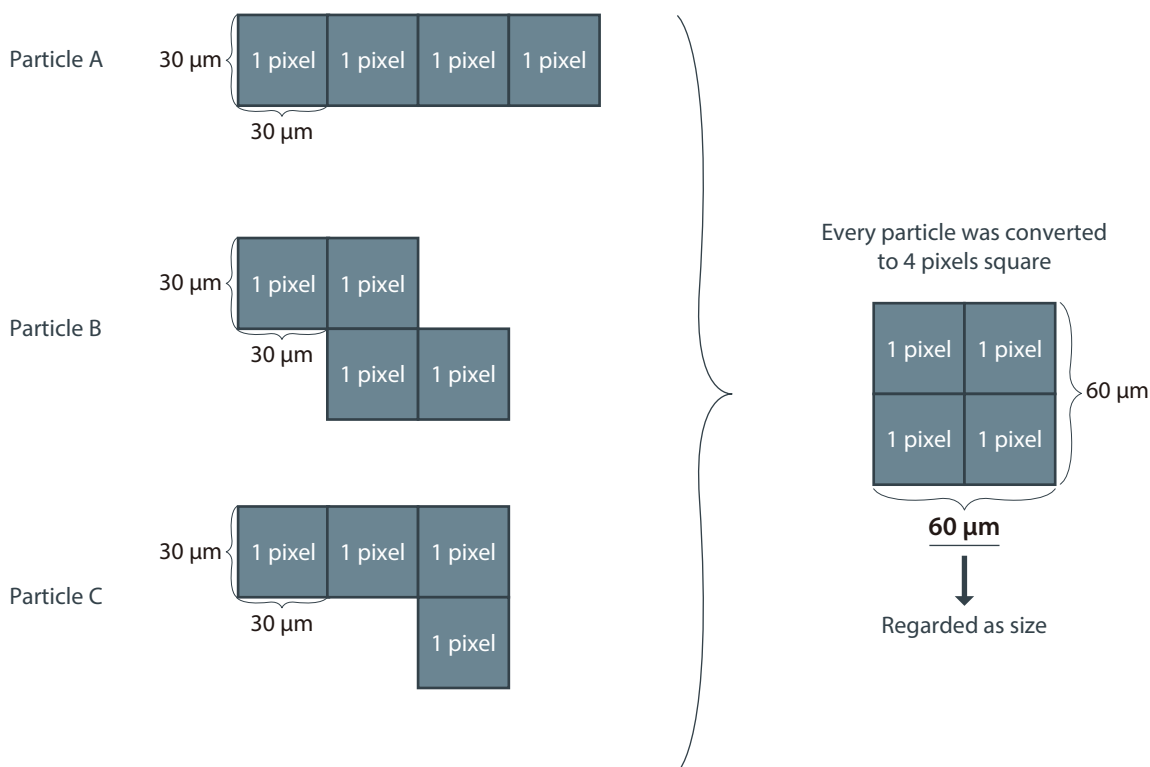 Particle A
30 µm
1 pixel 1 pixel 1 pixel 1 pixel
30 µm
Particle B
30 µm
1 pixel 1 pixel
30 µm
1 pixel 1 pixel
Particle C
30 µm
1 pixel 1 pixel 1 pixel
30 µm
1 pixel
Every particle was converted
to 4 pixels square
1 pixel 1 pixel
60 µm
1 pixel 1 pixel
60 µm
Regarded as size